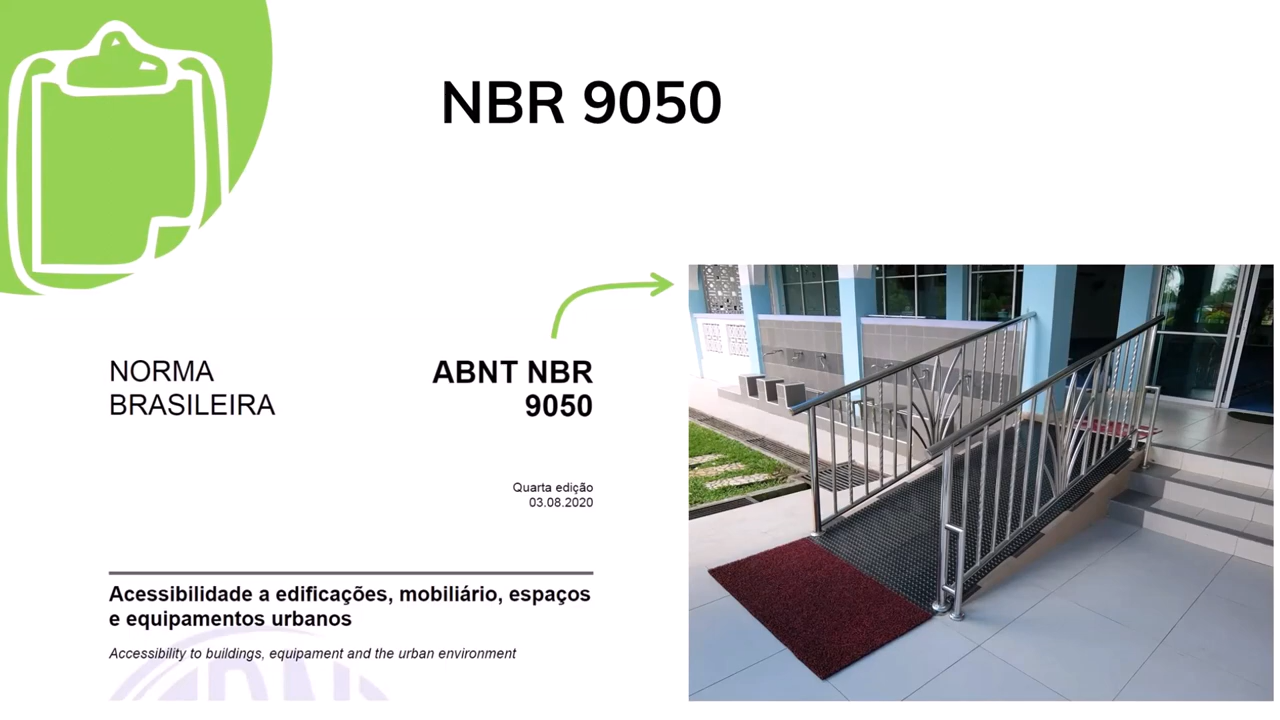 NBR 9050
NORMA
BRASILEIRA
ABNT NBR
9050
Quarta edição
03.08.2020
Acessibilidade a edificações, mobiliário, espaços
e equipamentos urbanos
Accessibility to buildings, equipament and the urban environment